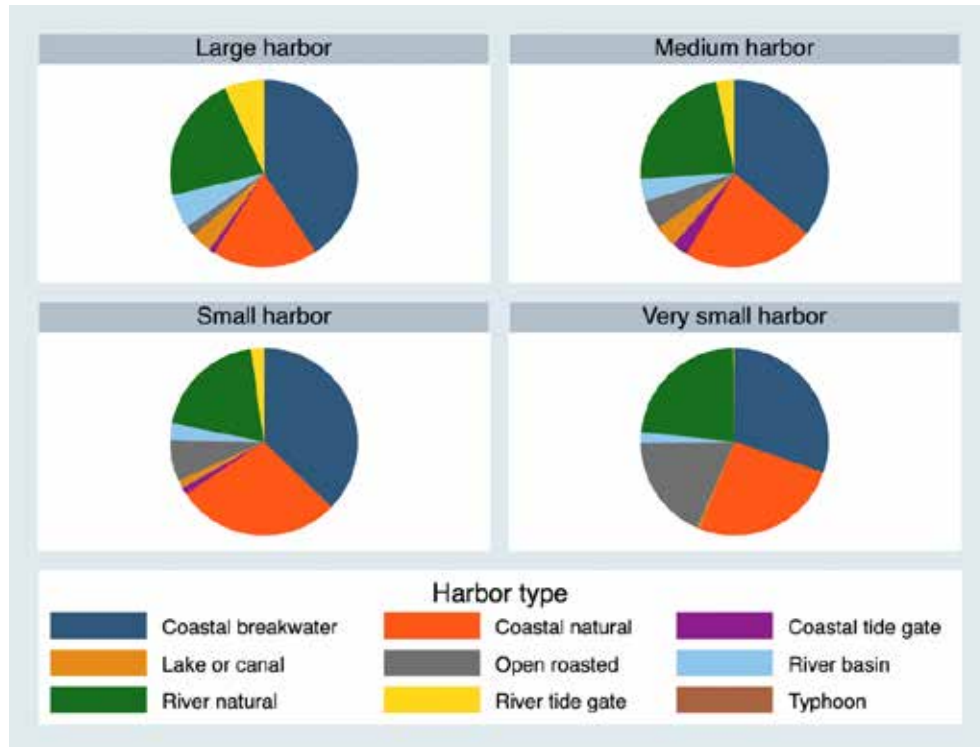 Large harbor
Medium harbor
Small harbor
Very small harbor
Harbor type
Coastal breakwater
Coastal natural
Coastal tide gate
Lake or canal
Open roasted
River basin
River natural
River tide gate
Typhoon